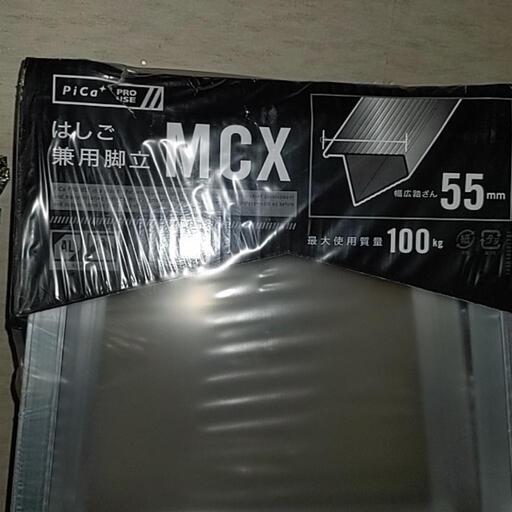 PiCa+ PRO USE
はしご
兼用脚立
MCX
幅広踏ざん 55mm
最大使用質量 100kg